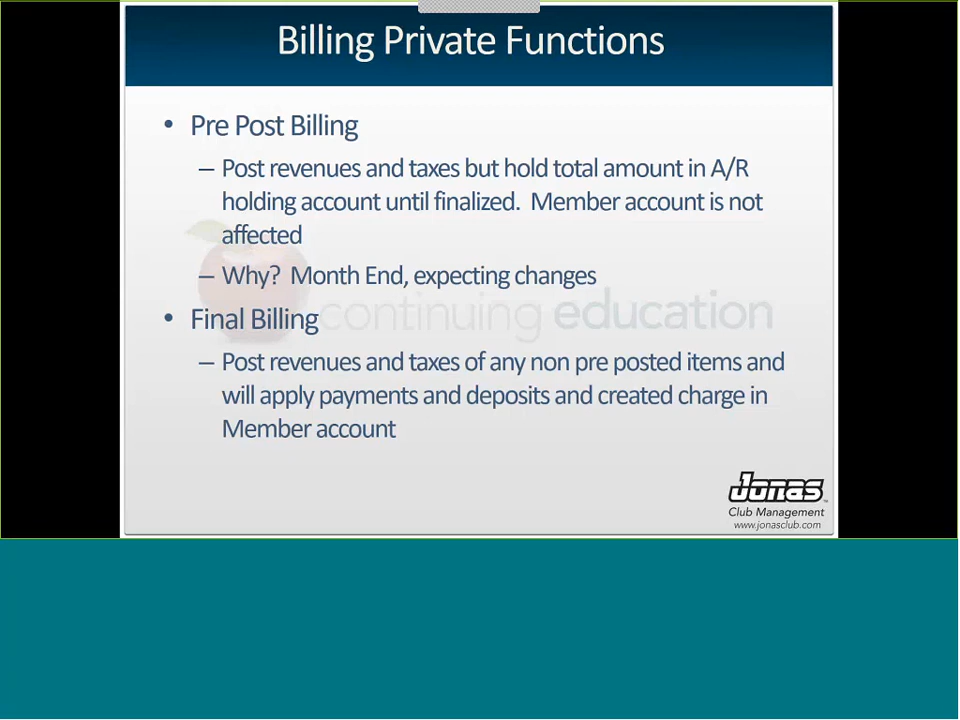 Billing Private Functions
• Pre Post Billing
– Post revenues and taxes but hold total amount in A/R
holding account until finalized. Member account is not
affected
– Why? Month End, expecting changes
continuing education
• Final Billing
– Post revenues and taxes of any non pre posted items and
will apply payments and deposits and created charge in
Member account
Jonas
Club Management
www.jonasclub.com